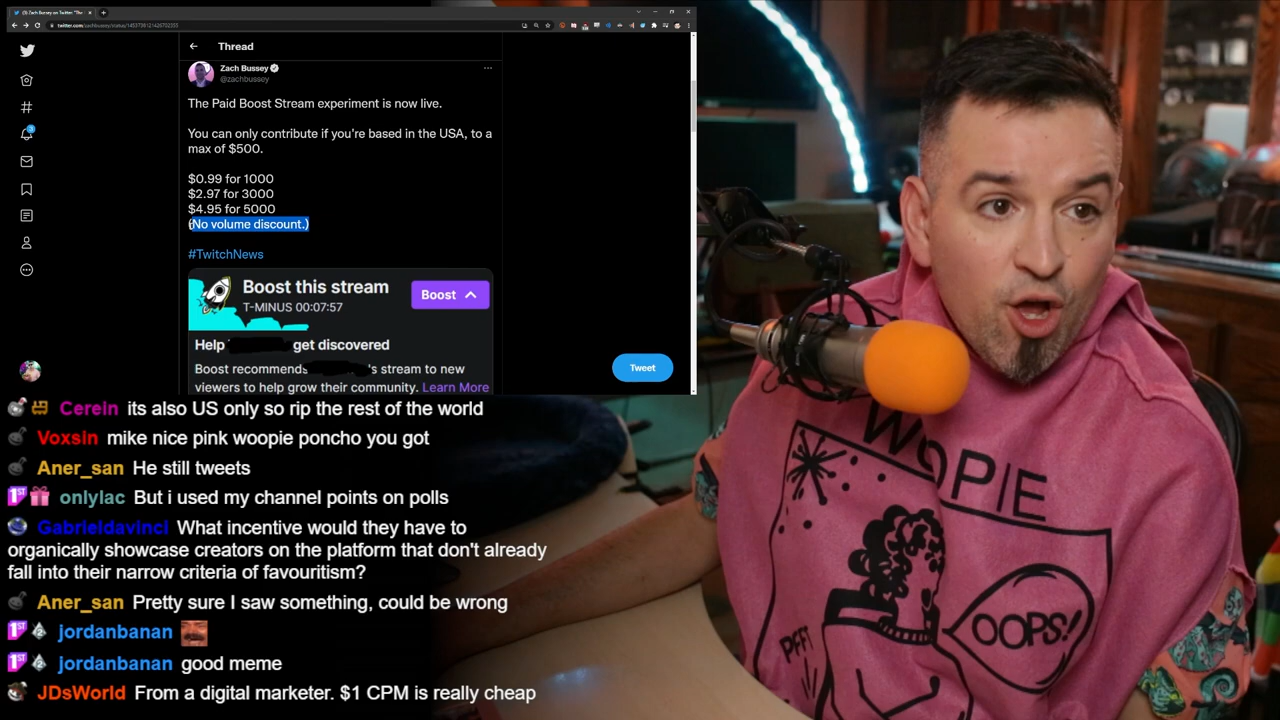 Zach Bussey on Twitter: "The
Thread
Zach Bussey
@zachbussey
The Paid Boost Stream experiment is now live.
You can only contribute if you're based in the USA, to a
max of $500.
$0.99 for 1000
$2.97 for 3000
$4.95 for 5000
(No volume discount.)
#TwitchNews
Boost this stream
T-MINUS 00:07:57
Boost
Help
get discovered
Boost recommends
's stream to new
viewers to help grow their community. Learn More
Tweet
Cerein its also US only so rip the rest of the world
Voxsin mike nice pink woopie poncho you got
Aner_san He still tweets
onlylac But i used my channel points on polls
Gabrieldavinci What incentive would they have to
organically showcase creators on the platform that don't already
fall into their narrow criteria of favouritism?
Aner_san Pretty sure I saw something, could be wrong
jordanbanan
jordanbanan good meme
JDsWorld From a digital marketer. $1 CPM is really cheap
WOOPIE
OOPS!
PFFT